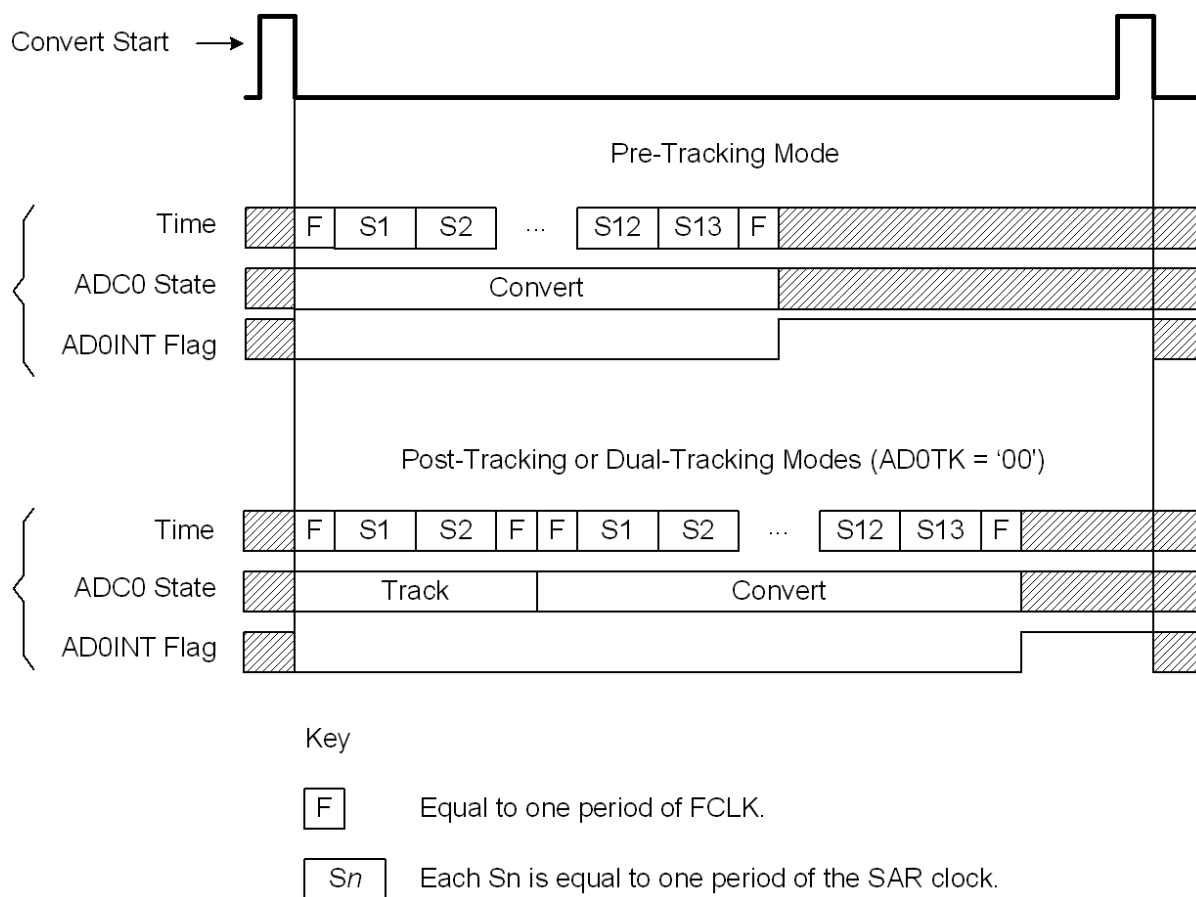 Convert Start
Pre-Tracking Mode
Time F S1 S2 ... S12 S13 F
ADC0 State Convert
AD0INT Flag
Post-Tracking or Dual-Tracking Modes (AD0TK = ‘00’)
Time F S1 S2 F F S1 S2 ... S12 S13 F
ADC0 State Track Convert
AD0INT Flag
Key
F Equal to one period of FCLK.
Sn Each Sn is equal to one period of the SAR clock.